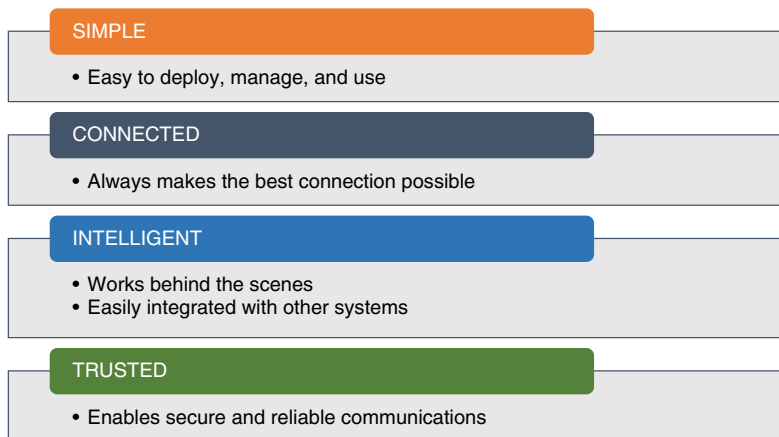 SIMPLE
• Easy to deploy, manage, and use
CONNECTED
• Always makes the best connection possible
INTELLIGENT
• Works behind the scenes
• Easily integrated with other systems
TRUSTED
• Enables secure and reliable communications